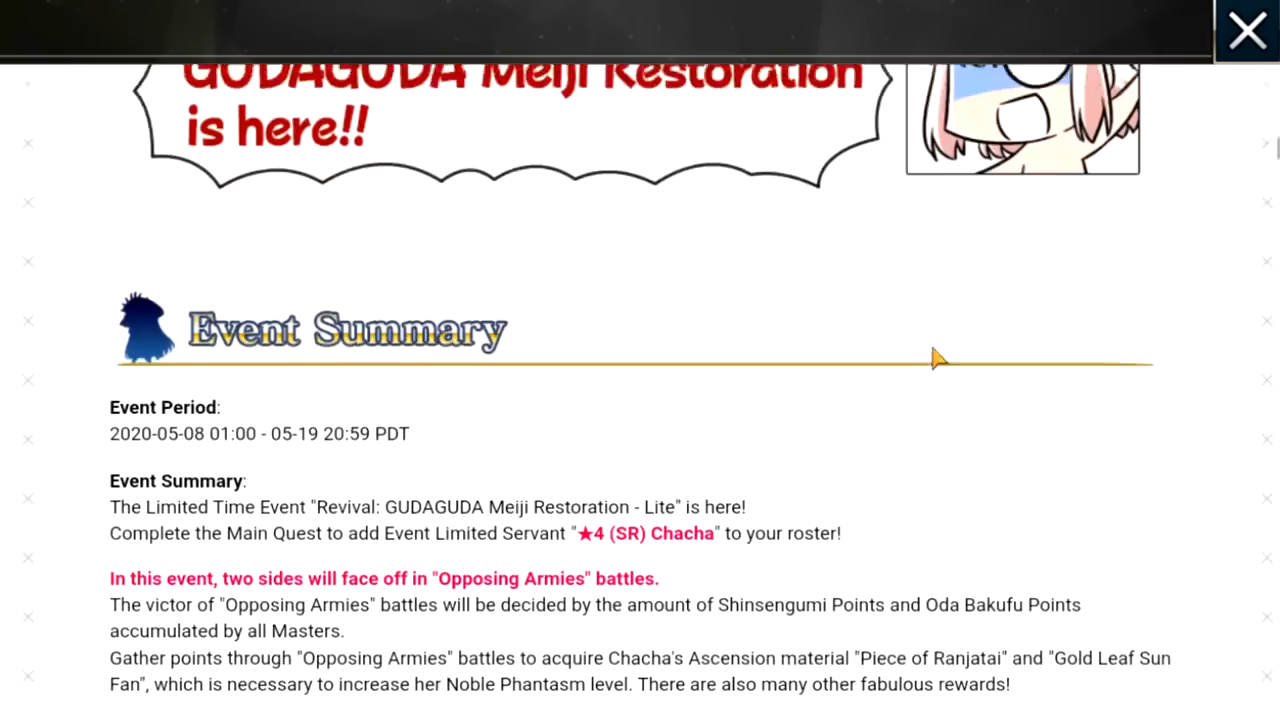 GUDAGUDA Meiji Restoration
is here!!
Event Summary
Event Period:
2020-05-08 01:00 - 05-19 20:59 PDT
Event Summary:
The Limited Time Event "Revival: GUDAGUDA Meiji Restoration - Lite" is here!
Complete the Main Quest to add Event Limited Servant "★4 (SR) Chacha" to your roster!
In this event, two sides will face off in "Opposing Armies" battles.
The victor of "Opposing Armies" battles will be decided by the amount of Shinsengumi Points and Oda Bakufu Points
accumulated by all Masters.
Gather points through "Opposing Armies" battles to acquire Chacha's Ascension material "Piece of Ranjatai" and "Gold Leaf Sun
Fan", which is necessary to increase her Noble Phantasm level. There are also many other fabulous rewards!